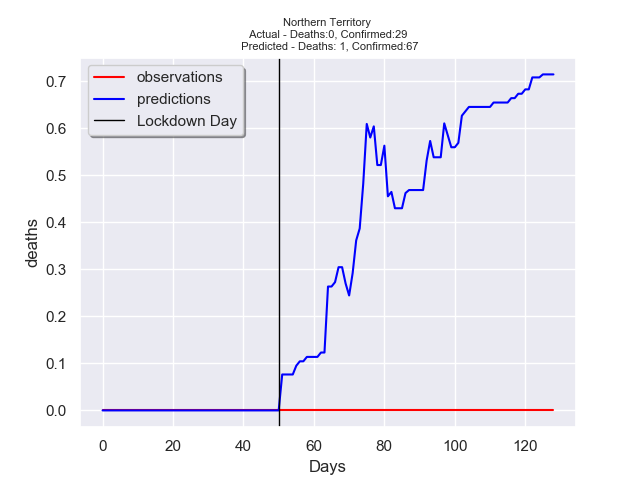 Northern Territory
Actual - Deaths:0, Confirmed:29
Predicted - Deaths: 1, Confirmed:67
observations
predictions
Lockdown Day
deaths
0.7
0.6
0.5
0.4
0.3
0.2
0.1
0.0
0 20 40 60 80 100 120
Days